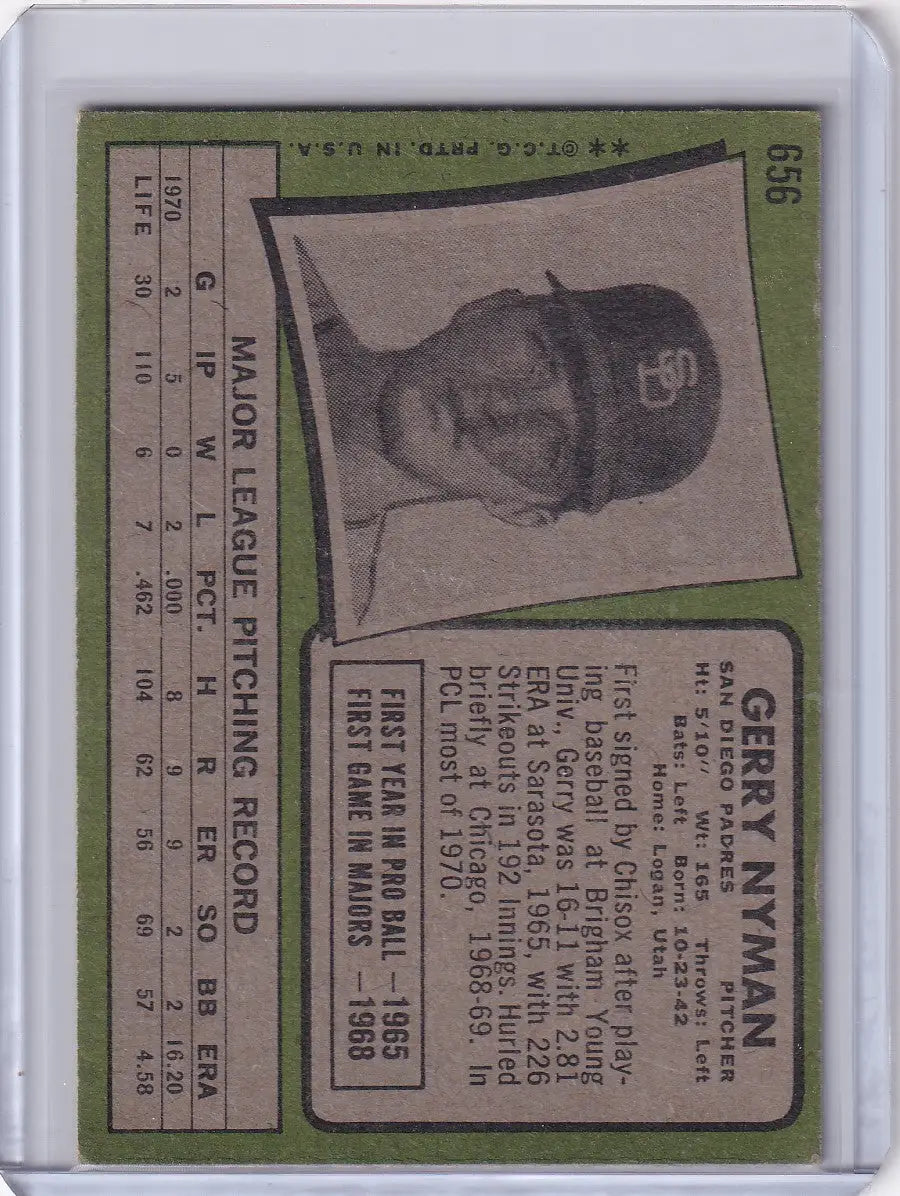 656
**©T.C.G. PRTD. IN U.S.A.
SD
GERRY NYMAN
SAN DIEGO PADRES PITCHER
Ht: 5/10" Wt: 165 Throws: Left
Bats: Left Born: 10-23-42
Home: Logan, Utah
First signed by Chisox after play-
ing baseball at Brigham Young
Univ., Gerry was 16-11 with 2.81
ERA at Sarasota, 1965, with 226
Strikeouts in 192 Innings. Hurled
briefly at Chicago, 1968-69. In
PCL most of 1970.
FIRST YEAR IN PRO BALL —1965
FIRST GAME IN MAJORS —1968
MAJOR LEAGUE PITCHING RECORD
G IP W L PCT. H R ER SO BB ERA
1970 2 5 0 2 .000 8 9 9 2 2 16.20
LIFE 30 110 6 7 .462 104 62 56 69 57 4.58